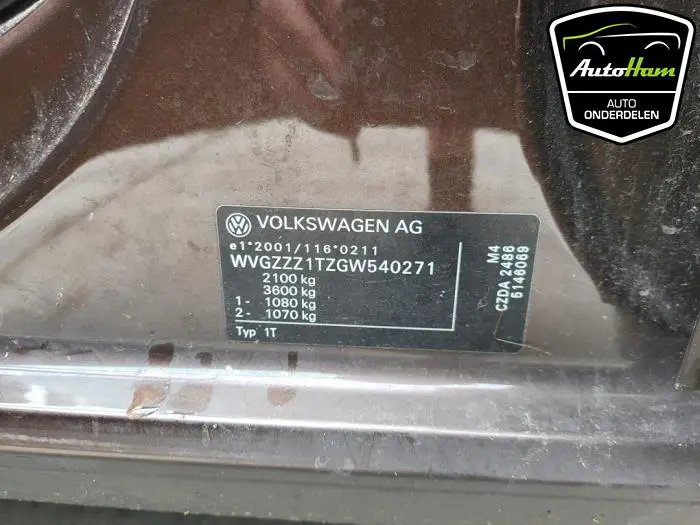 AutoHam
AUTO
ONDERDELEN
VOLKSWAGEN AG
e1*2001/116*0211
WVGZZZ1TZGW540271
2100 kg
3600 kg
1- 1080 kg
2- 1070 kg
Typ 1T
M4
CZDA 2486
5146069